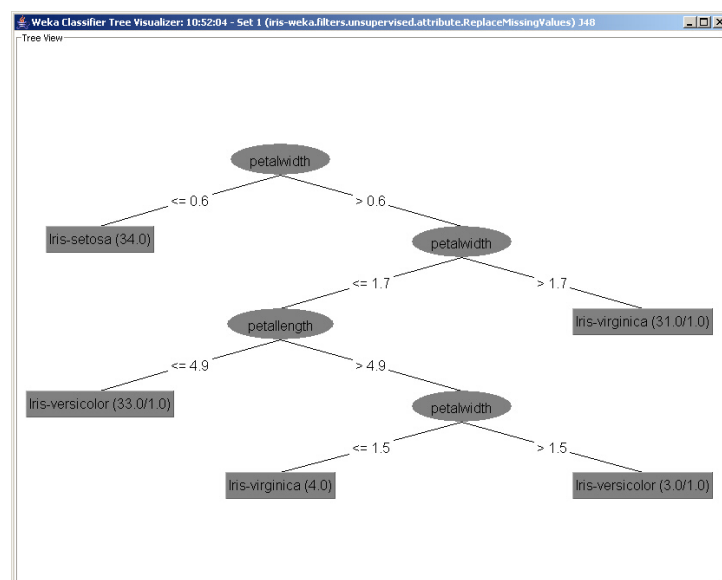 Weka Classifier Tree Visualizer: 10:52:04 - Set 1 (iris-weka.filters.unsupervised.attribute.ReplaceMissingValues) J48
Tree View
petalwidth
<= 0.6
> 0.6
Iris-setosa (34.0)
petalwidth
<= 1.7
> 1.7
petallength
Iris-virginica (31.0/1.0)
<= 4.9
> 4.9
Iris-versicolor (33.0/1.0)
petalwidth
<= 1.5
> 1.5
Iris-virginica (4.0)
Iris-versicolor (3.0/1.0)